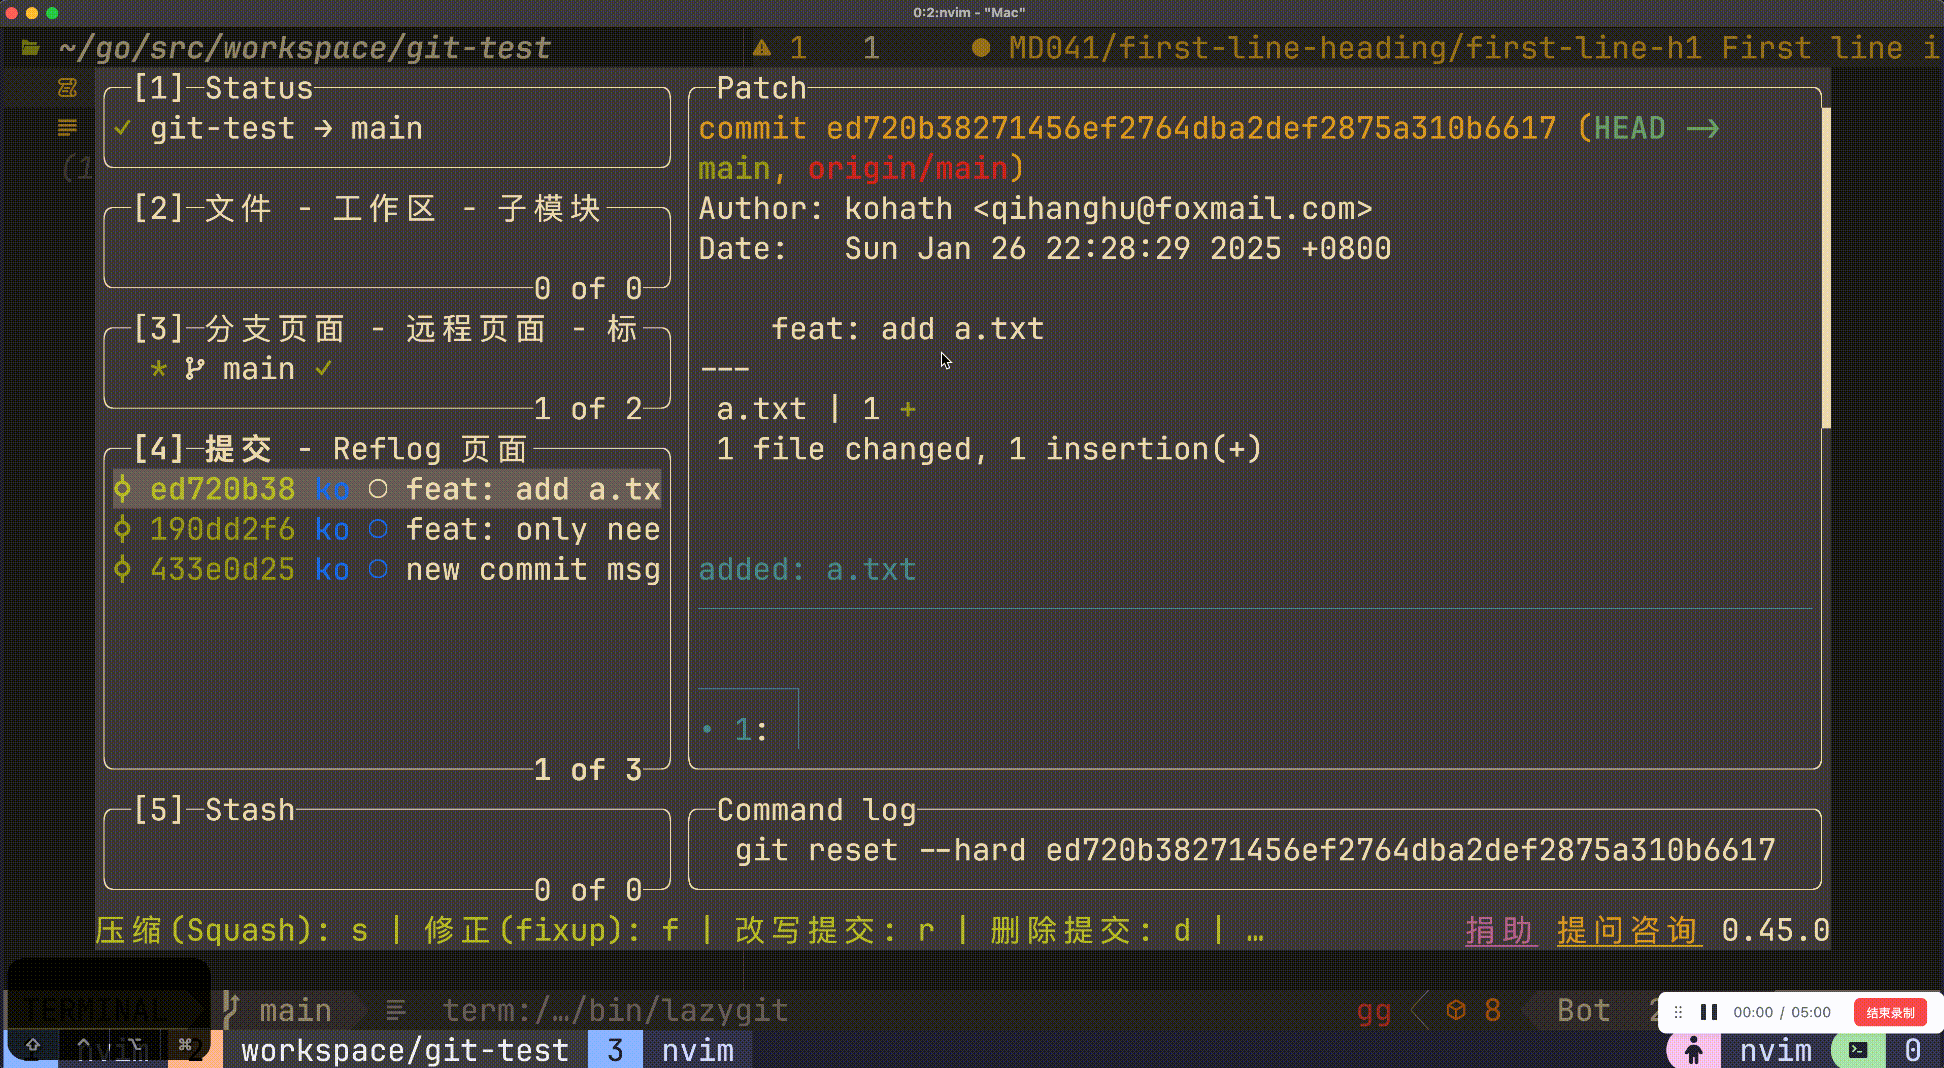 0:2:nvim - "Mac"
~/go/src/workspace/git-test
1 1 MD041/first-line-heading/first-line-h1 First line i
[1]-Status
✓ git-test → main
(1
[2]-文件 - 工作区 - 子模块
0 of 0
[3]-分支页面 - 远程页面 - 标
* main ✓
1 of 2
[4]-提交 - Reflog 页面
ed720b38 ko ○ feat: add a.tx
190dd2f6 ko ○ feat: only nee
433e0d25 ko ○ new commit msg
1 of 3
[5]-Stash
0 of 0
Patch
commit ed720b38271456ef2764dba2def2875a310b6617 (HEAD ->
main, origin/main)
Author: kohath <qihanghu@foxmail.com>
Date:   Sun Jan 26 22:28:29 2025 +0800
feat: add a.txt
---
a.txt | 1 +
1 file changed, 1 insertion(+)
added: a.txt
• 1:
Command log
git reset --hard ed720b38271456ef2764dba2def2875a310b6617
压缩(Squash): s | 修正(fixup): f | 改写提交: r | 删除提交: d | …
捐助 提问咨询 0.45.0
TERMINAL main term:/…/bin/lazygit
gg 8 Bot 2
00:00 / 05:00 结束录制
nvim 2 workspace/git-test 3 nvim
nvim 0